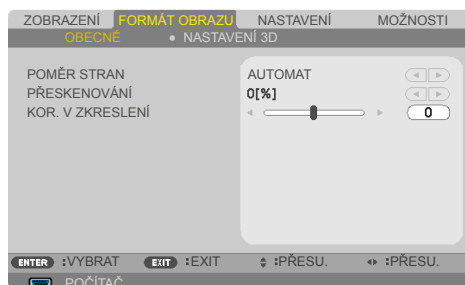 ZOBRAZENÍ FORMÁT OBRAZU NASTAVENÍ MOŽNOSTI
OBECNÉ • NASTAVENÍ 3D
POMĚR STRAN AUTOMAT
PŘESKENOVÁNÍ 0[%]
KOR. V ZKRESLENÍ 0
ENTER :VYBRAT EXIT :EXIT :PŘESU. :PŘESU.
POČÍTAČ